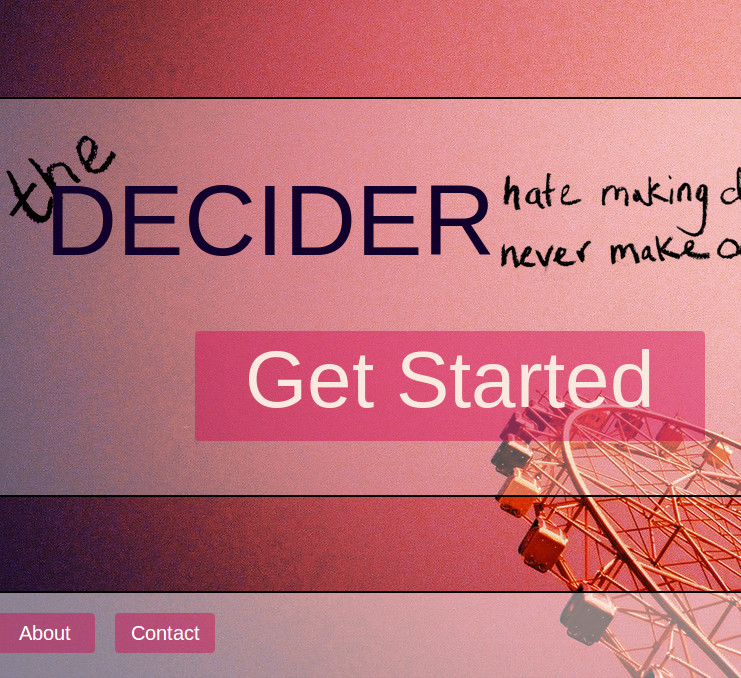 the
DECIDER
hate making
never make
Get Started
About
Contact